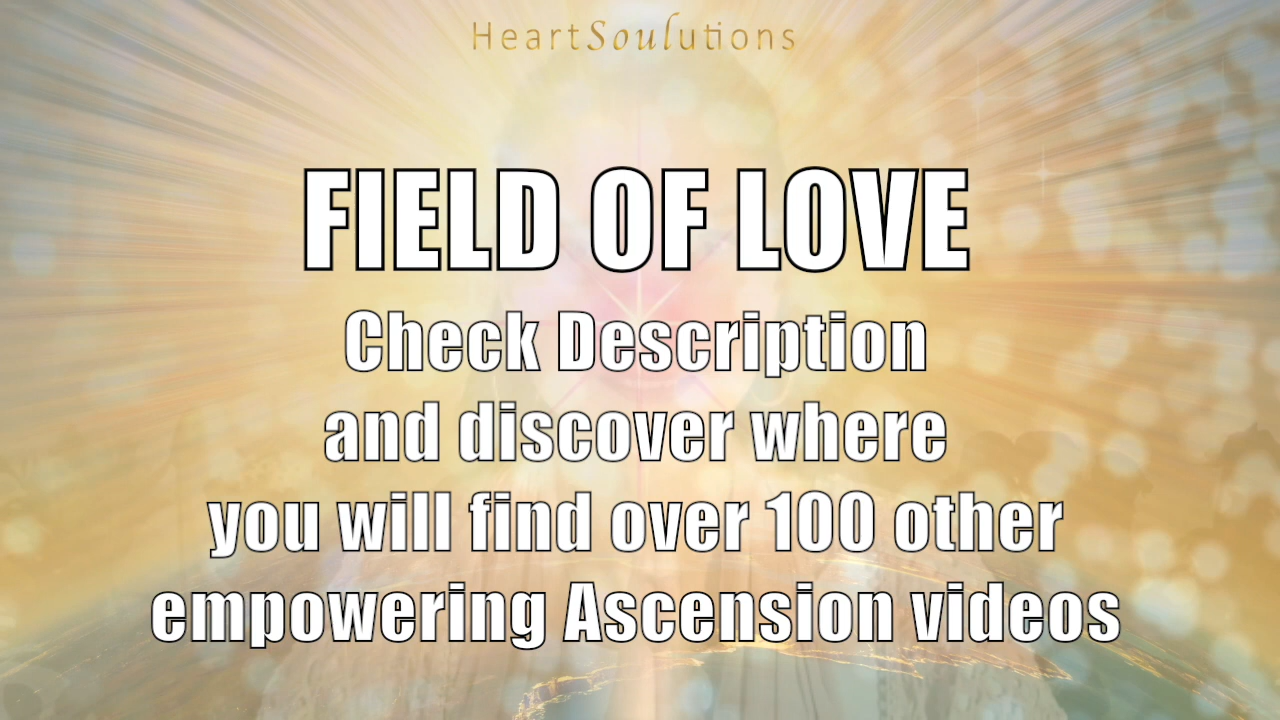 HeartSoulutions
FIELD OF LOVE
Check Description
and discover where
you will find over 100 other
empowering Ascension videos